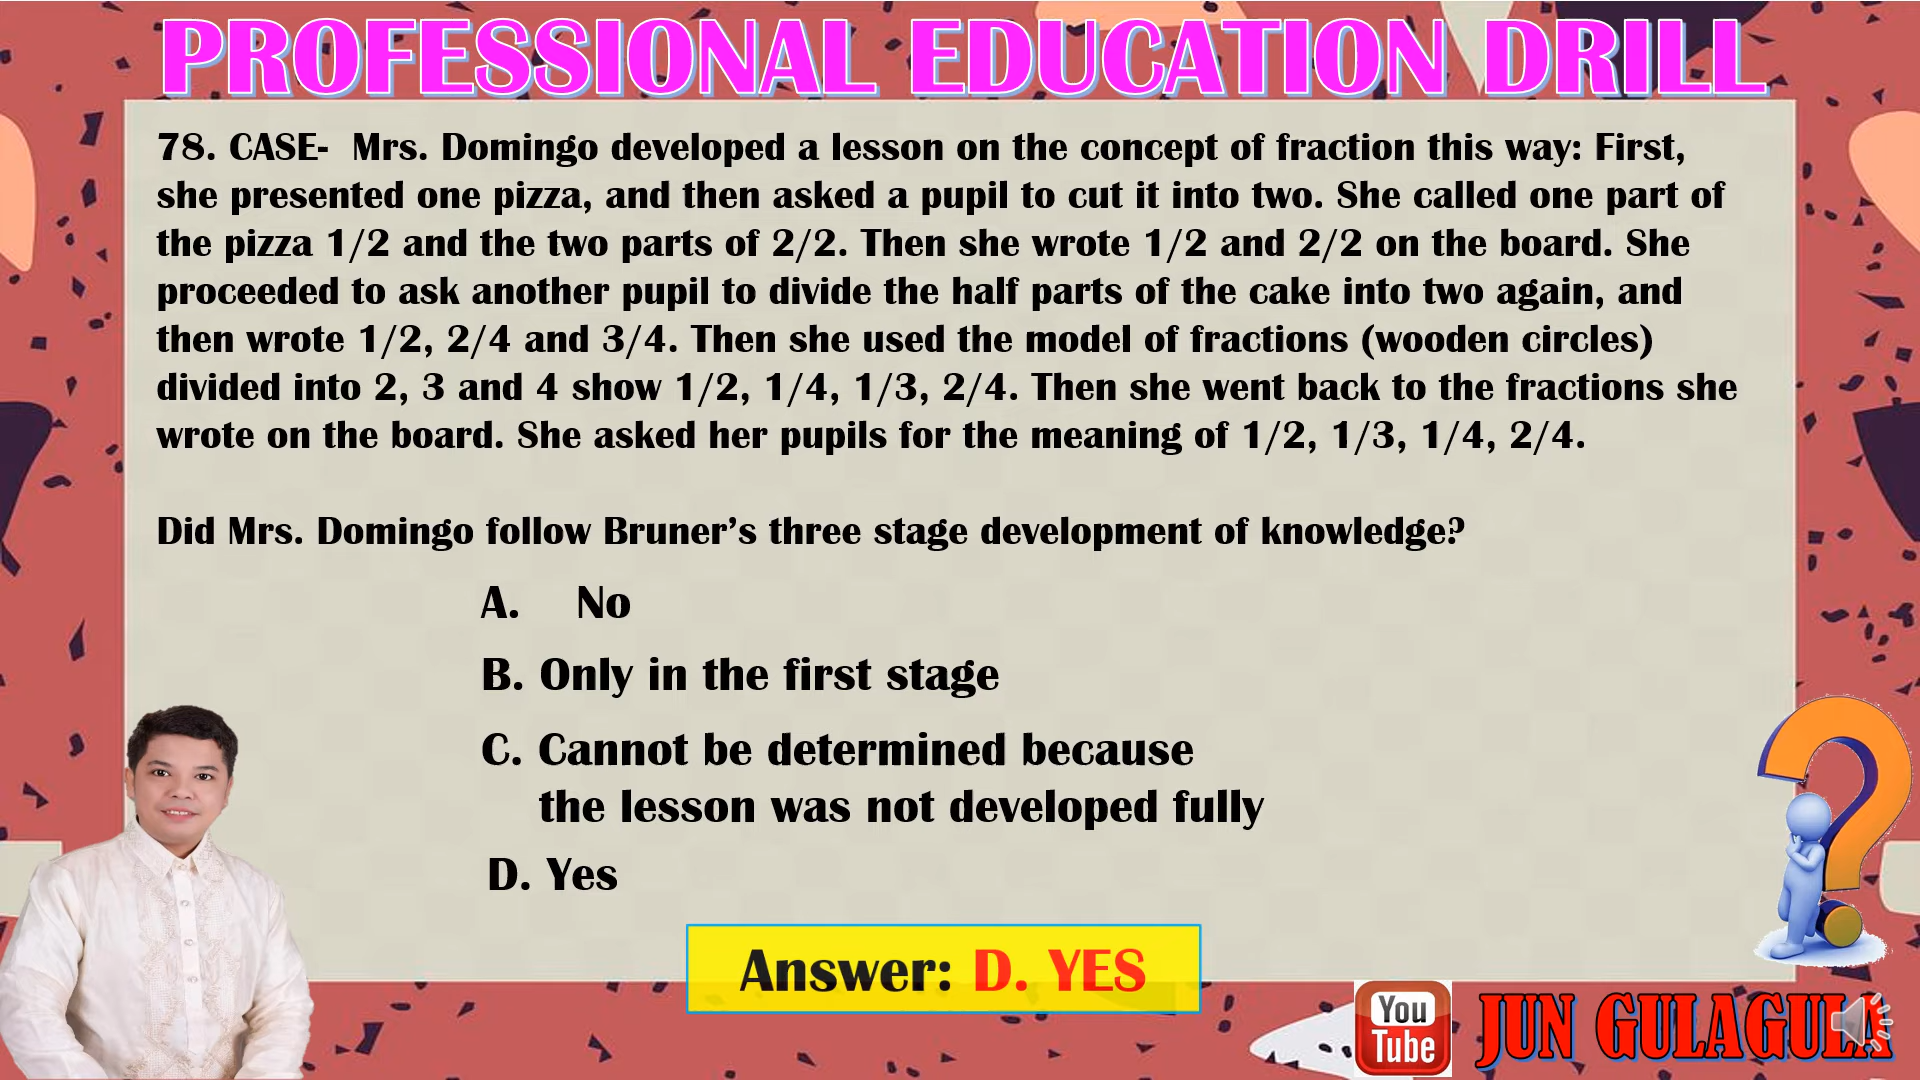 PROFESSIONAL EDUCATION DRILL
78. CASE- Mrs. Domingo developed a lesson on the concept of fraction this way: First,
she presented one pizza, and then asked a pupil to cut it into two. She called one part of
the pizza 1/2 and the two parts of 2/2. Then she wrote 1/2 and 2/2 on the board. She
proceeded to ask another pupil to divide the half parts of the cake into two again, and
then wrote 1/2, 2/4 and 3/4. Then she used the model of fractions (wooden circles)
divided into 2, 3 and 4 show 1/2, 1/4, 1/3, 2/4. Then she went back to the fractions she
wrote on the board. She asked her pupils for the meaning of 1/2, 1/3, 1/4, 2/4.
Did Mrs. Domingo follow Bruner’s three stage development of knowledge?
A. No
B. Only in the first stage
C. Cannot be determined because
the lesson was not developed fully
D. Yes
Answer: D. YES
You
Tube
JUN GULAGULA